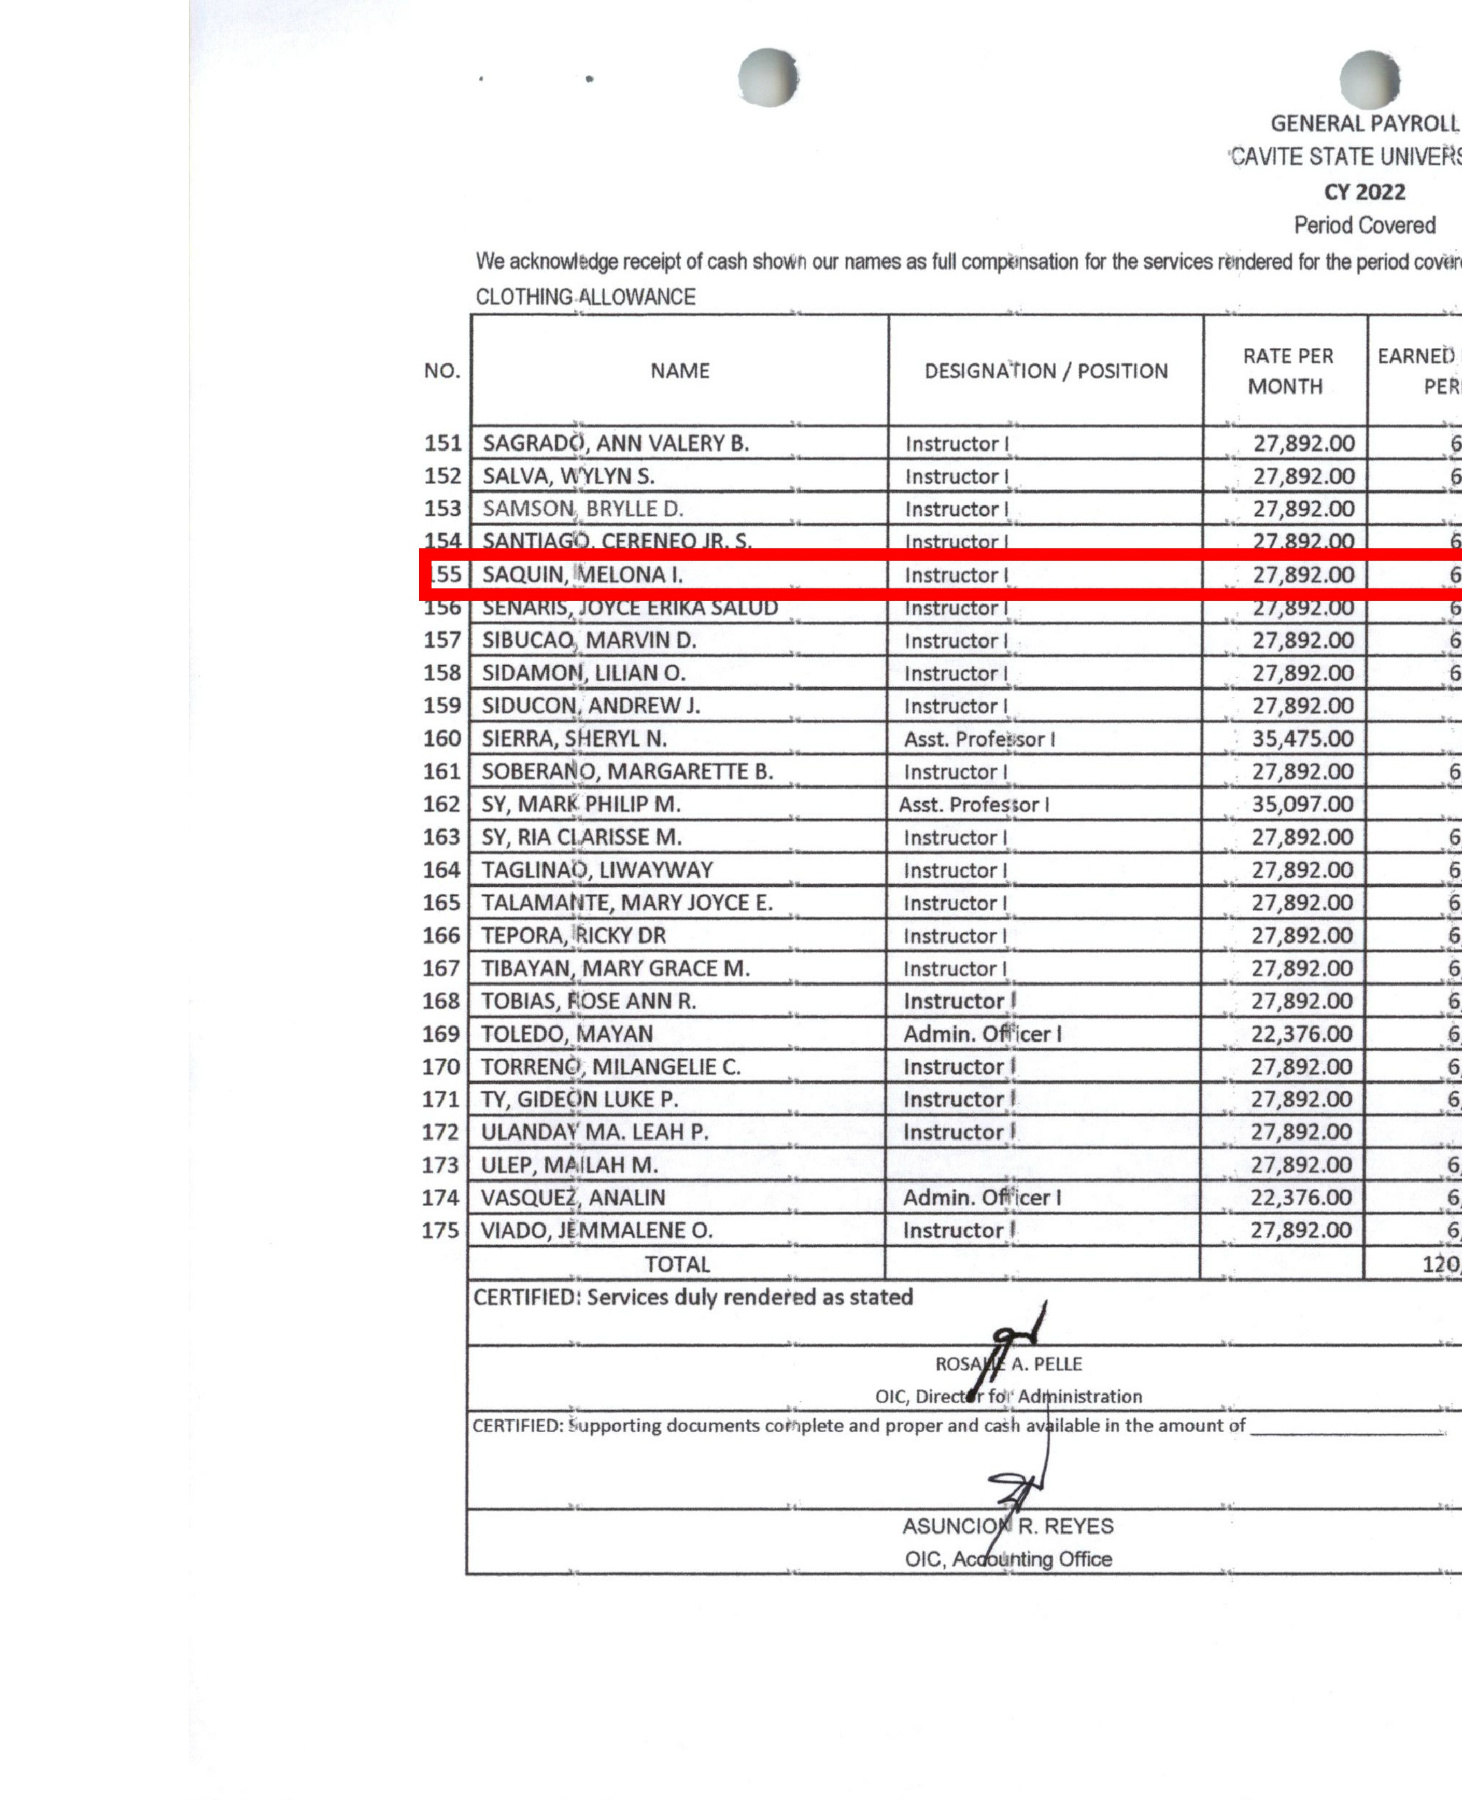 GENERAL PAYROLL
CAVITE STATE UNIVERS
CY 2022
Period Covered
We acknowledge receipt of cash shown our names as full compensation for the services rendered for the period cover
CLOTHING ALLOWANCE
NO. NAME DESIGNATION / POSITION RATE PER MONTH EARNED PER
151 SAGRADO, ANN VALERY B. Instructor I 27,892.00 6
152 SALVA, WYLYN S. Instructor I 27,892.00 6
153 SAMSON, BRYLLE D. Instructor I 27,892.00
154 SANTIAGO, CERENEO JR. S. Instructor I 27,892.00 6
155 SAQUIN, MELONA I. Instructor I 27,892.00 6
156 SENARIS, JOYCE ERIKA SALUD Instructor I 27,892.00 6
157 SIBUCAO, MARVIN D. Instructor I 27,892.00 6
158 SIDAMON, LILIAN O. Instructor I 27,892.00 6
159 SIDUCON, ANDREW J. Instructor I 27,892.00
160 SIERRA, SHERYL N. Asst. Professor I 35,475.00
161 SOBERANO, MARGARETTE B. Instructor I 27,892.00 6
162 SY, MARK PHILIP M. Asst. Professor I 35,097.00
163 SY, RIA CLARISSE M. Instructor I 27,892.00 6
164 TAGLINAO, LIWAYWAY Instructor I 27,892.00 6
165 TALAMANTE, MARY JOYCE E. Instructor I 27,892.00 6
166 TEPORA, RICKY DR Instructor I 27,892.00 6
167 TIBAYAN, MARY GRACE M. Instructor I 27,892.00 6,
168 TOBIAS, ROSE ANN R. Instructor I 27,892.00 6,
169 TOLEDO, MAYAN Admin. Officer I 22,376.00 6,
170 TORRENO, MILANGELIE C. Instructor I 27,892.00 6,
171 TY, GIDEON LUKE P. Instructor I 27,892.00 6,
172 ULANDAY MA. LEAH P. Instructor I 27,892.00
173 ULEP, MAILAH M. 27,892.00 6,
174 VASQUEZ, ANALIN Admin. Officer I 22,376.00 6,
175 VIADO, JEMMALENE O. Instructor I 27,892.00 6,
TOTAL 120,
CERTIFIED: Services duly rendered as stated
ROSALIE A. PELLE
OIC, Director for Administration
CERTIFIED: Supporting documents complete and proper and cash available in the amount of
ASUNCION R. REYES
OIC, Accounting Office